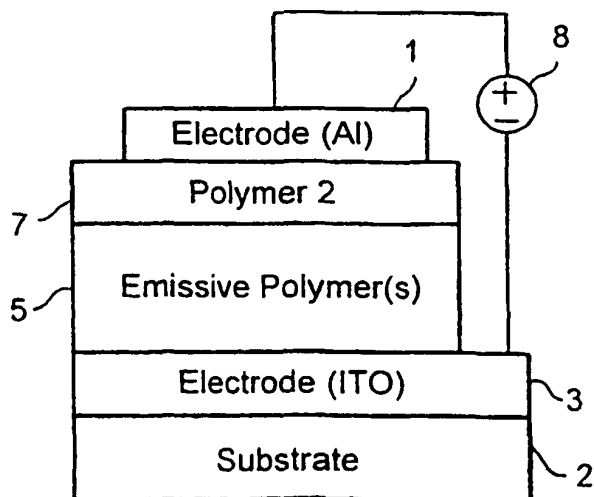 1
8
+
−
Electrode (Al)
Polymer 2
7
Emissive Polymer(s)
5
Electrode (ITO)
3
Substrate
2